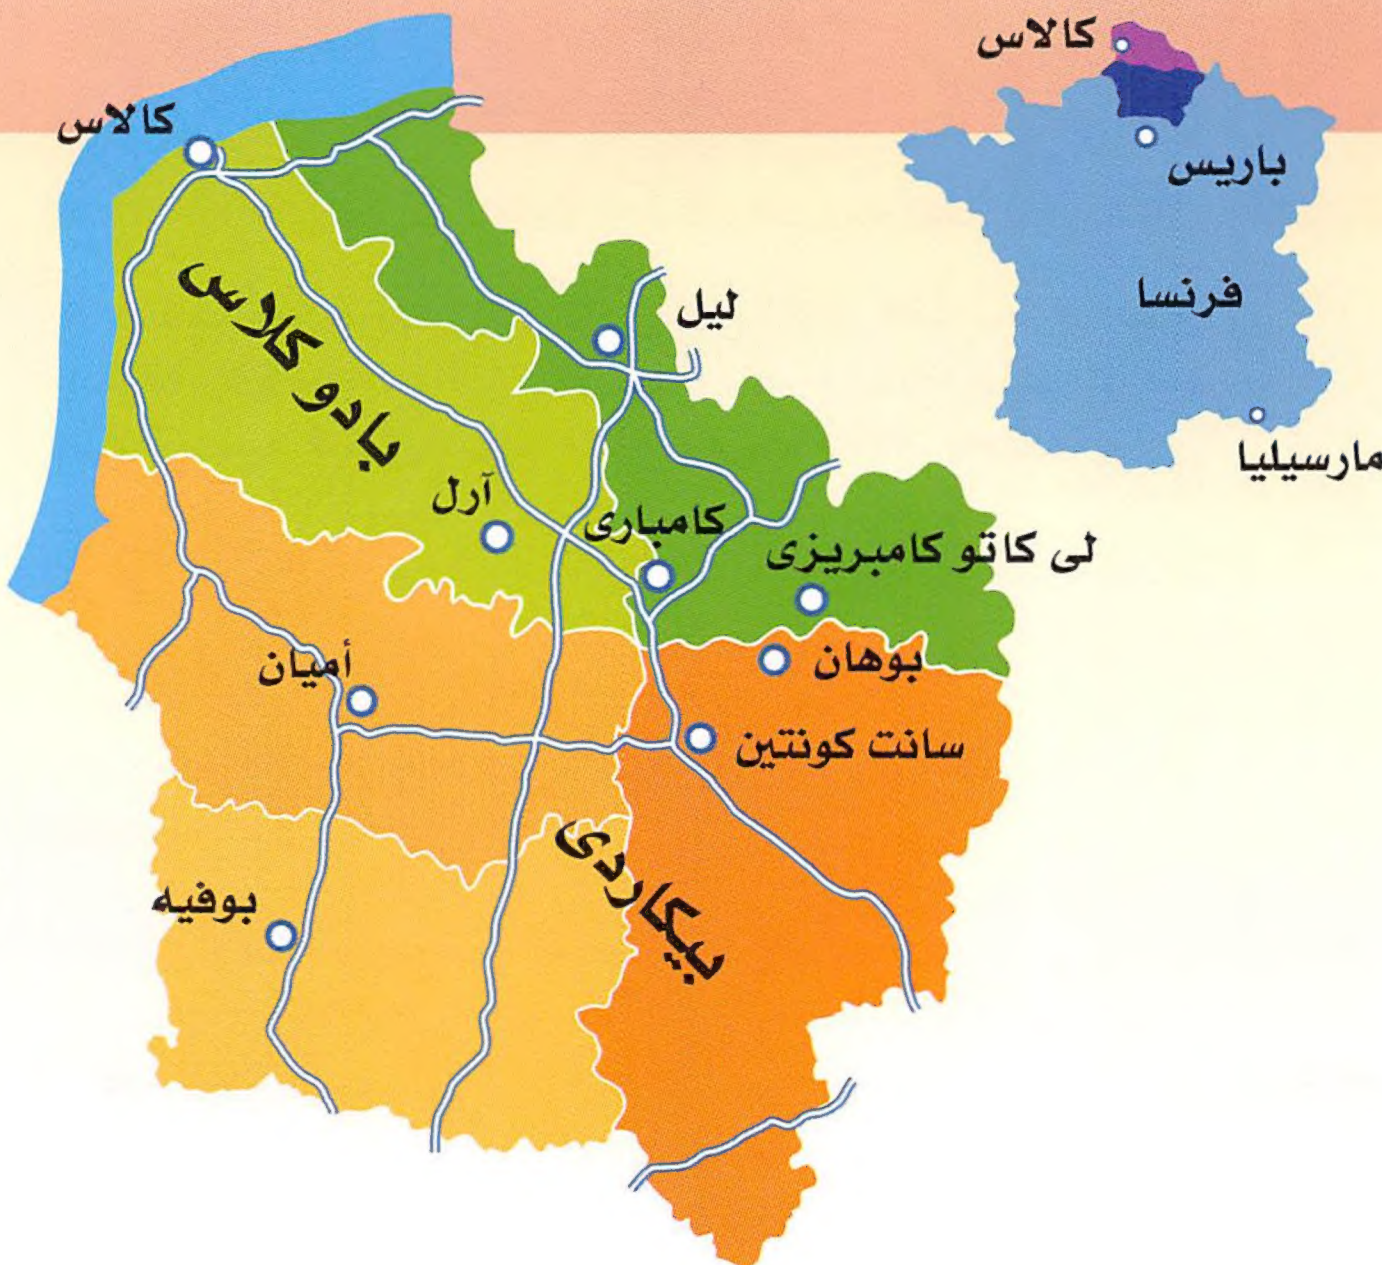 كالاس
باريس
فرنسا
مارسيليا
كالاس
بادو كلاس
ليل
آرل
كامبارى
لى كاتو كامبريزى
بوهان
أميان
سانت كونتين
بيكاردى
بوفيه